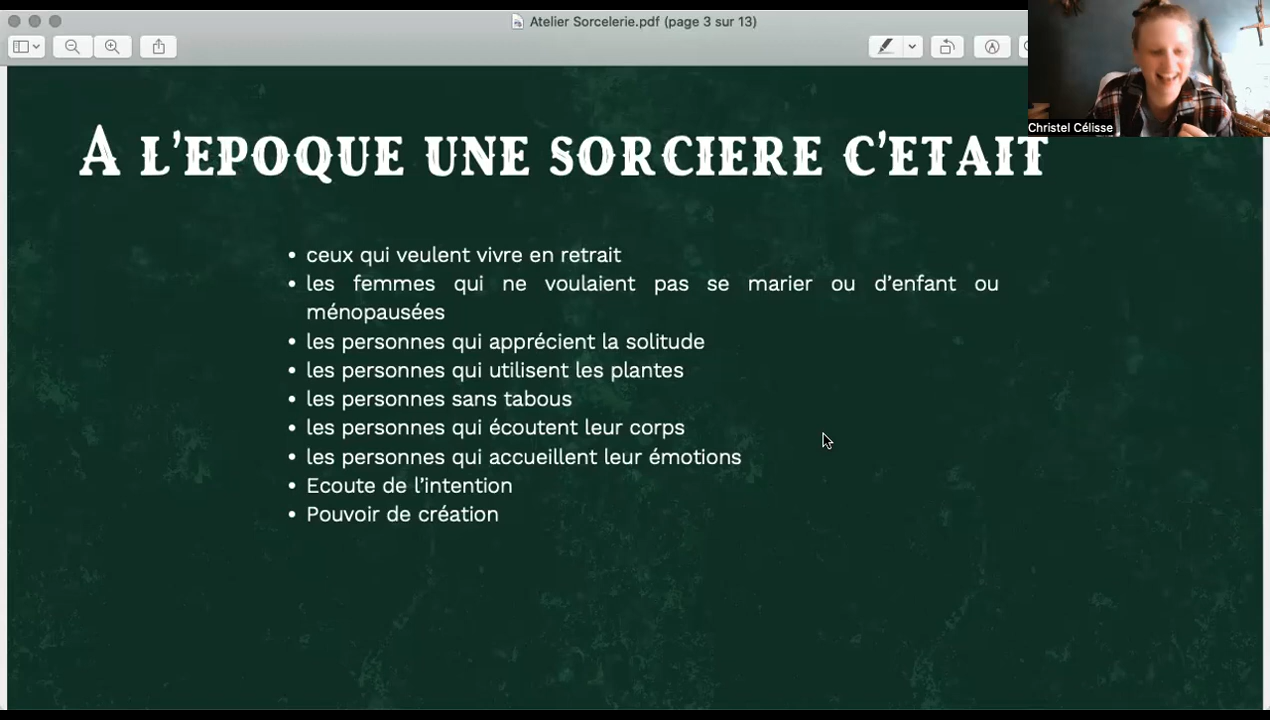 Atelier Sorcelerie.pdf (page 3 sur 13)
Christel Célisse
A L'EPOQUE UNE SORCIERE C'ETAIT
• ceux qui veulent vivre en retrait
• les femmes qui ne voulaient pas se marier ou d'enfant ou
ménopausées
• les personnes qui apprécient la solitude
• les personnes qui utilisent les plantes
• les personnes sans tabous
• les personnes qui écoutent leur corps
• les personnes qui accueillent leur émotions
• Ecoute de l'intention
• Pouvoir de création